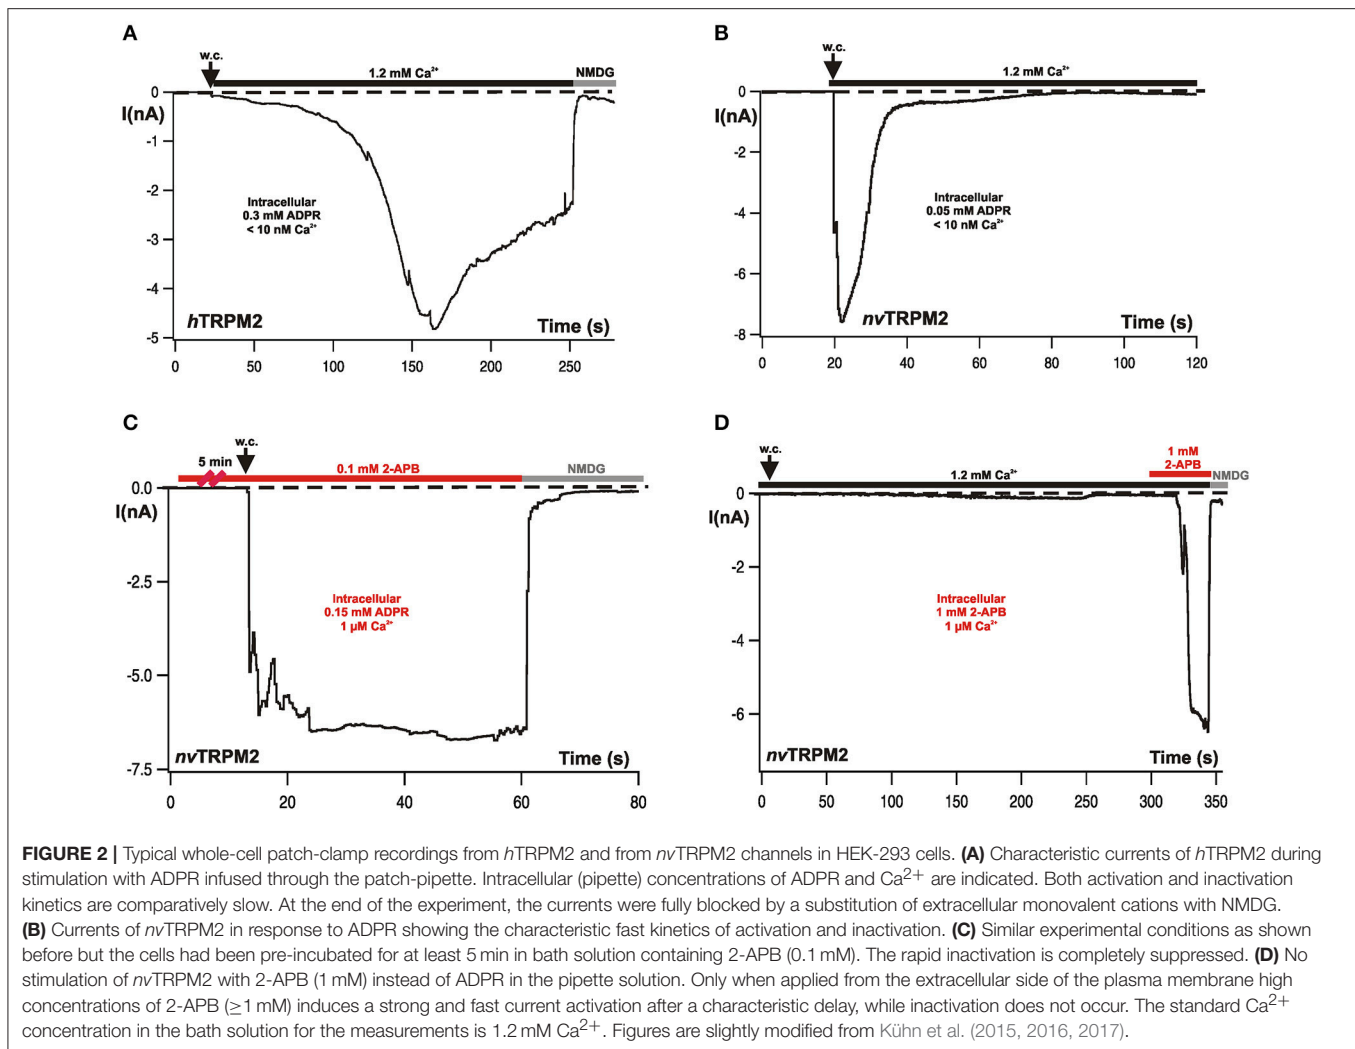 A
w.c.
1.2 mM Ca²⁺
NMDG
0
I(nA)
-1
-2
-3
-4
-5
Intracellular
0.3 mM ADPR
< 10 nM Ca²⁺
hTRPM2
Time (s)
0 50 100 150 200 250
B
w.c.
1.2 mM Ca²⁺
0
I(nA)
-2
-4
-6
-8
Intracellular
0.05 mM ADPR
< 10 nM Ca²⁺
nvTRPM2
Time (s)
0 20 40 60 80 100 120
C
w.c.
5 min
0.1 mM 2-APB
NMDG
0.0
I(nA)
-2.5
-5.0
-7.5
Intracellular
0.15 mM ADPR
1 µM Ca²⁺
nvTRPM2
Time (s)
0 20 40 60 80
D
w.c.
1 mM
2-APB
1.2 mM Ca²⁺
NMDG
0
I(nA)
-2
-4
-6
Intracellular
1 mM 2-APB
1 µM Ca²⁺
nvTRPM2
Time (s)
0 50 100 150 200 250 300 350
FIGURE 2 | Typical whole-cell patch-clamp recordings from hTRPM2 and from nvTRPM2 channels in HEK-293 cells. (A) Characteristic currents of hTRPM2 during
stimulation with ADPR infused through the patch-pipette. Intracellular (pipette) concentrations of ADPR and Ca2+ are indicated. Both activation and inactivation
kinetics are comparatively slow. At the end of the experiment, the currents were fully blocked by a substitution of extracellular monovalent cations with NMDG.
(B) Currents of nvTRPM2 in response to ADPR showing the characteristic fast kinetics of activation and inactivation. (C) Similar experimental conditions as shown
before but the cells had been pre-incubated for at least 5 min in bath solution containing 2-APB (0.1 mM). The rapid inactivation is completely suppressed. (D) No
stimulation of nvTRPM2 with 2-APB (1 mM) instead of ADPR in the pipette solution. Only when applied from the extracellular side of the plasma membrane high
concentrations of 2-APB (≥1 mM) induces a strong and fast current activation after a characteristic delay, while inactivation does not occur. The standard Ca2+
concentration in the bath solution for the measurements is 1.2 mM Ca2+. Figures are slightly modified from Kühn et al. (2015, 2016, 2017).